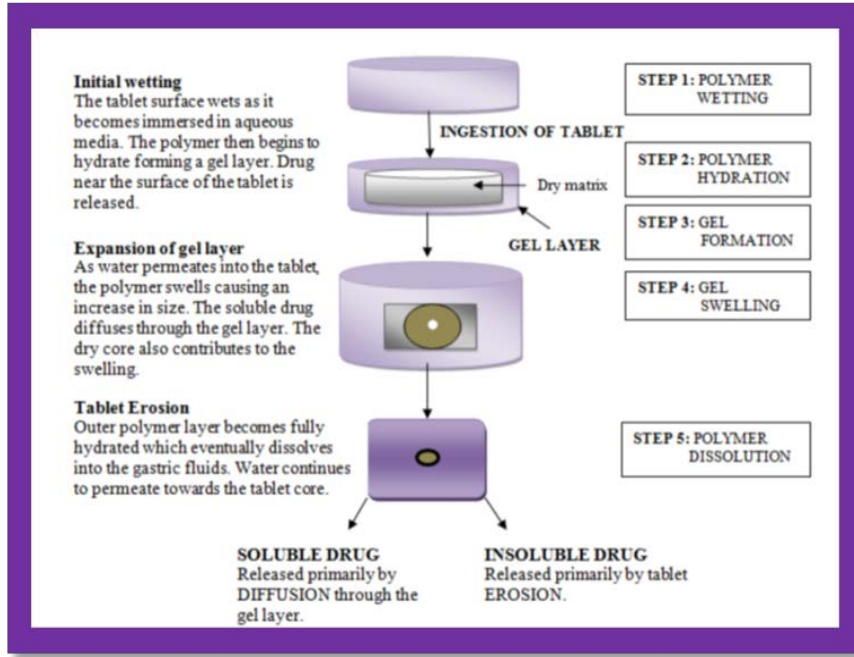 Initial wetting
The tablet surface wets as it
becomes immersed in aqueous
media. The polymer then begins to
hydrate forming a gel layer. Drug
near the surface of the tablet is
released.
Expansion of gel layer
As water permeates into the tablet,
the polymer swells causing an
increase in size. The soluble drug
diffuses through the gel layer. The
dry core also contributes to the
swelling.
Tablet Erosion
Outer polymer layer becomes fully
hydrated which eventually dissolves
into the gastric fluids. Water continues
to permeate towards the tablet core.
INGESTION OF TABLET
Dry matrix
GEL LAYER
STEP 1: POLYMER
WETTING
STEP 2: POLYMER
HYDRATION
STEP 3: GEL
FORMATION
STEP 4: GEL
SWELLING
STEP 5: POLYMER
DISSOLUTION
SOLUBLE DRUG
Released primarily by
DIFFUSION through the
gel layer.
INSOLUBLE DRUG
Released primarily by tablet
EROSION.